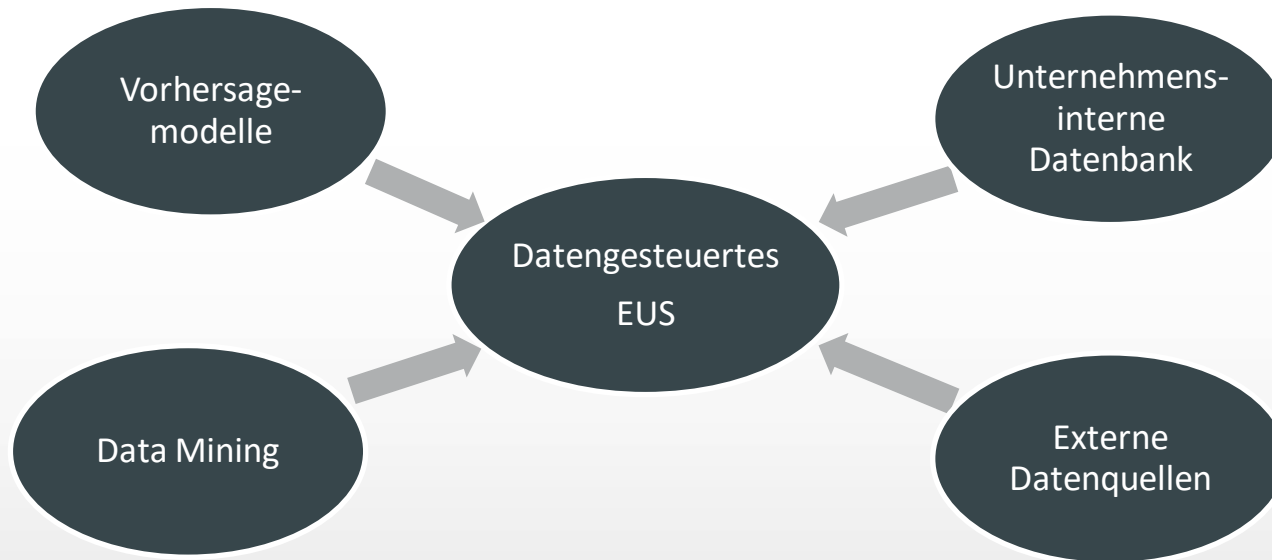 Vorhersage-
modelle
Unternehmens-
interne
Datenbank
Datengesteuertes
EUS
Data Mining
Externe
Datenquellen